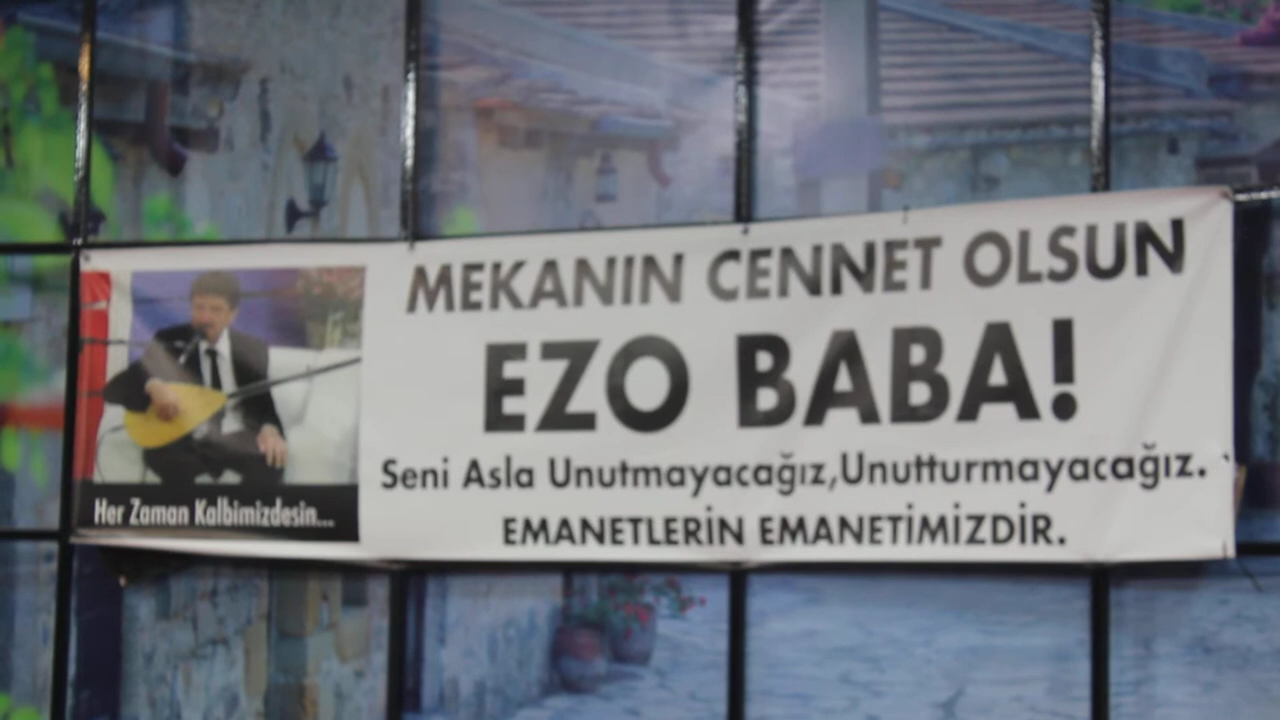 MEKANIN CENNET OLSUN
EZO BABA!
Seni Asla Unutmayacağız,Unutturmayacağız.
EMANETLERİN EMANETİMİZDİR.
Her Zaman Kalbimizdesin...